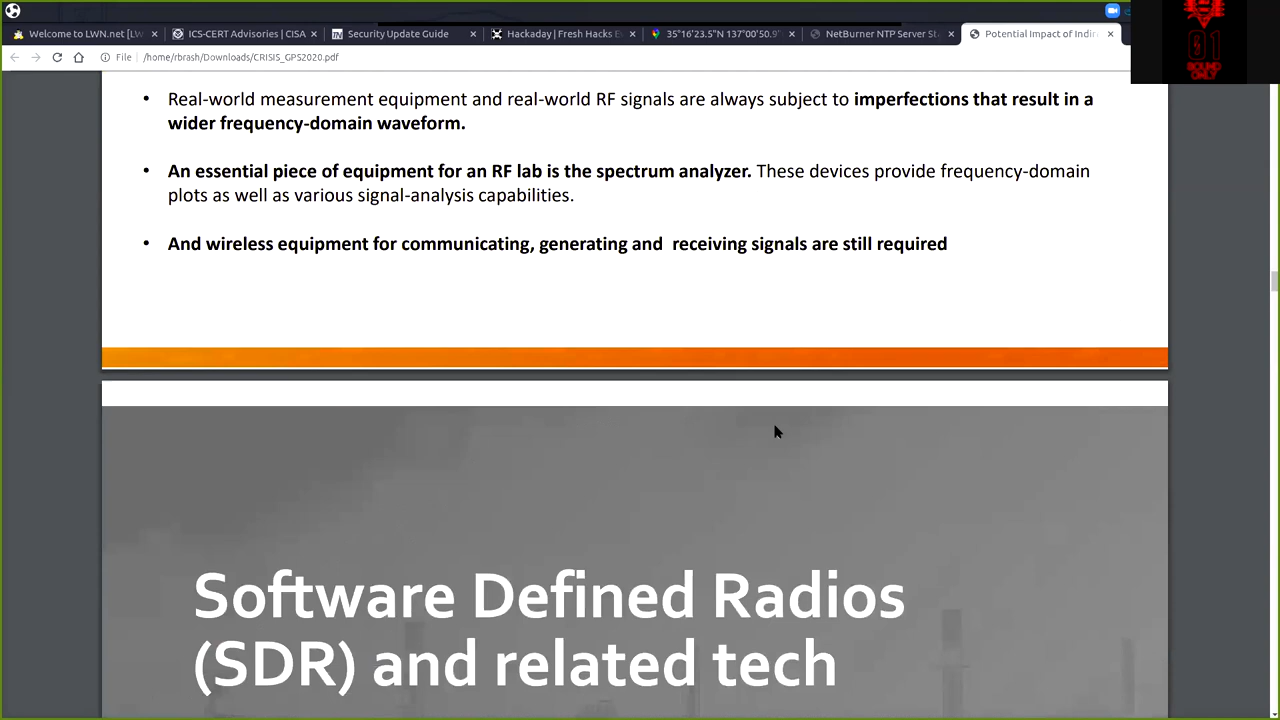 Welcome to LWN.net [LW
ICS-CERT Advisories | CISA
Security Update Guide
Hackaday | Fresh Hacks E
35°16'23.5"N 137°00'50.9"
NetBurner NTP Server St
Potential Impact of Indir
File
/home/rbrash/Downloads/CRISIS_GPS2020.pdf
01
BOUND
ONLY
• Real-world measurement equipment and real-world RF signals are always subject to imperfections that result in a
wider frequency-domain waveform.
• An essential piece of equipment for an RF lab is the spectrum analyzer. These devices provide frequency-domain
plots as well as various signal-analysis capabilities.
• And wireless equipment for communicating, generating and receiving signals are still required
Software Defined Radios
(SDR) and related tech